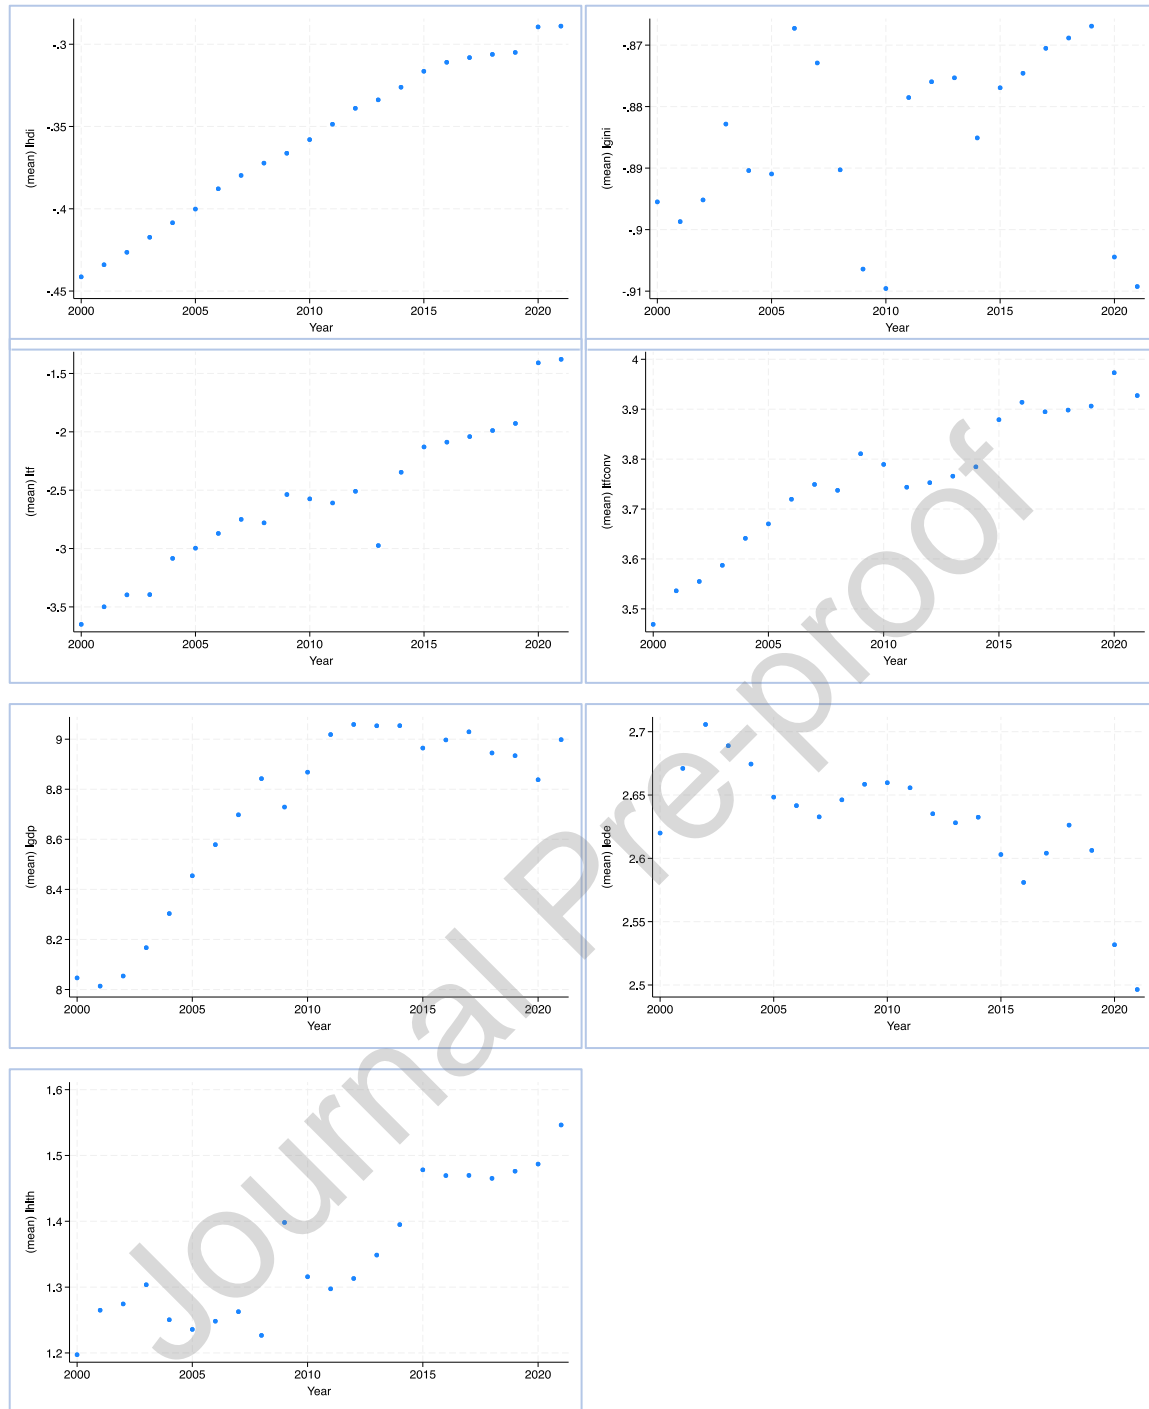 (mean) lhdi
-.3
-.35
-.4
-.45
2000 2005 2010 2015 2020
Year
(mean) lgini
-.87
-.88
-.89
-.9
-.91
2000 2005 2010 2015 2020
Year
(mean) ltf
-1.5
-2
-2.5
-3
-3.5
2000 2005 2010 2015 2020
Year
(mean) ltfconv
4
3.9
3.8
3.7
3.6
3.5
2000 2005 2010 2015 2020
Year
(mean) lgdp
9
8.8
8.6
8.4
8.2
8
2000 2005 2010 2015 2020
Year
(mean) lede
2.7
2.65
2.6
2.55
2.5
2000 2005 2010 2015 2020
Year
(mean) lhlth
1.6
1.5
1.4
1.3
1.2
2000 2005 2010 2015 2020
Year
Journal Pre-proof